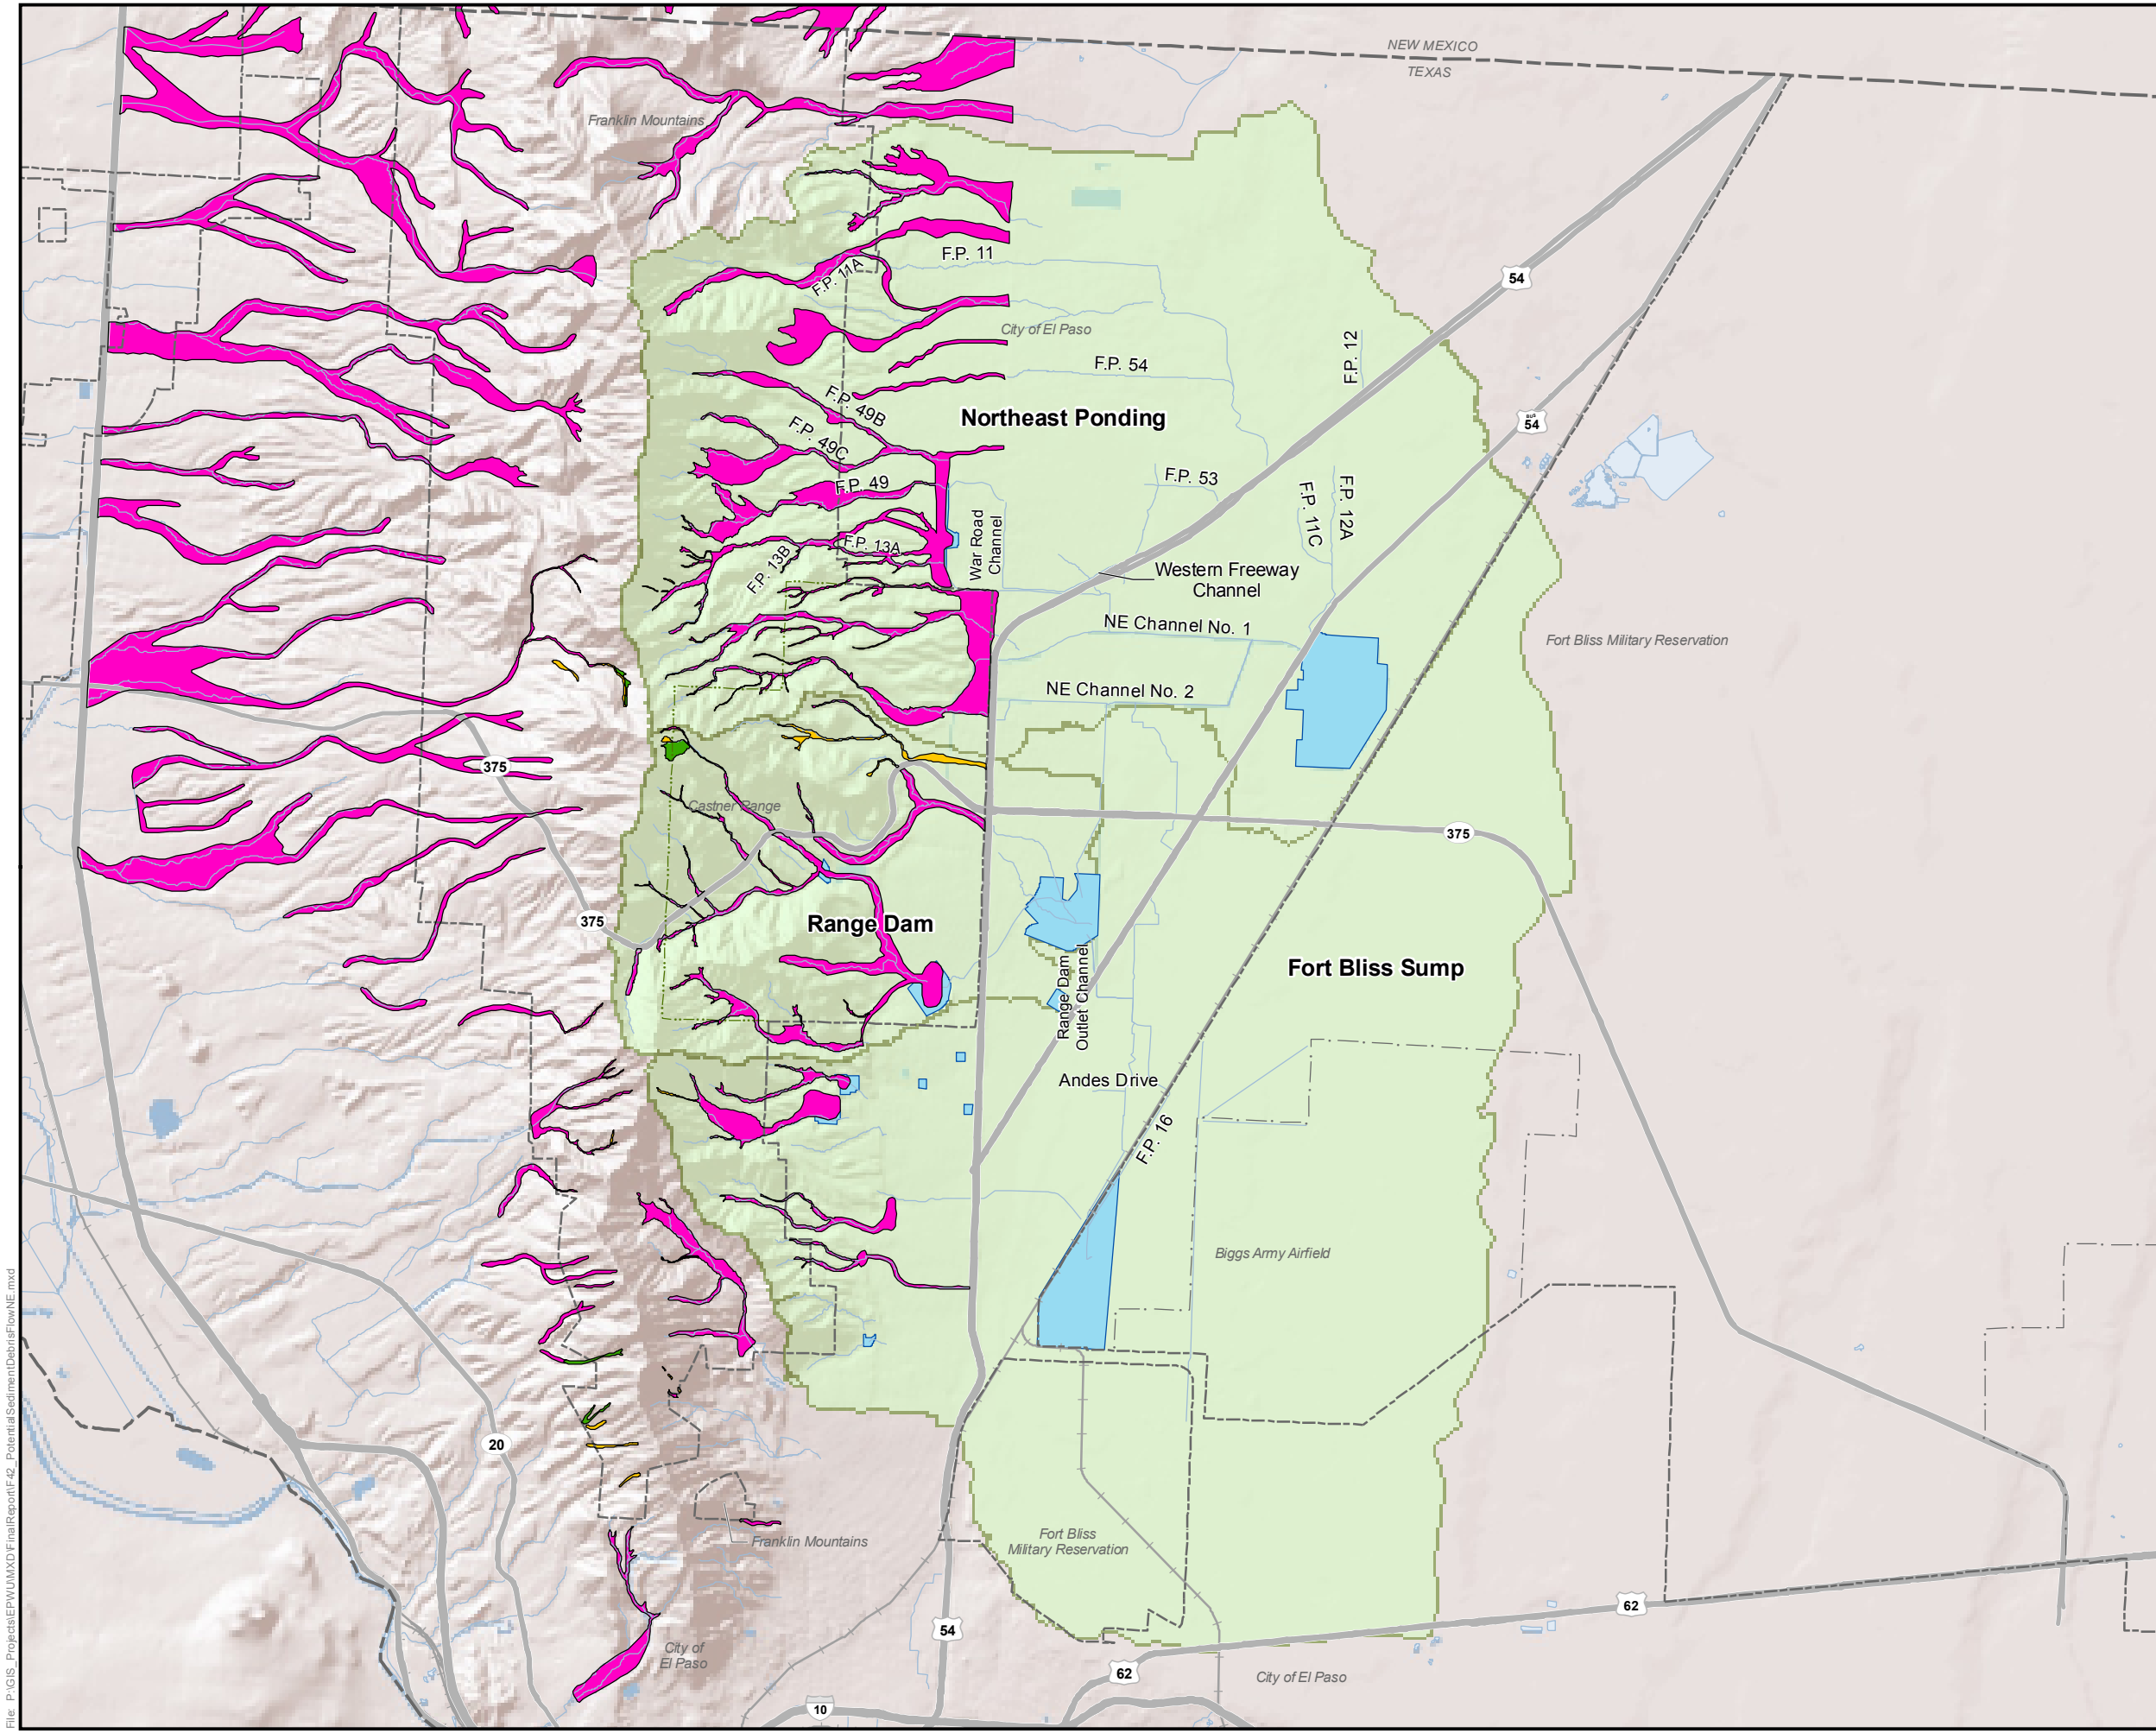 NEW MEXICO
TEXAS
Franklin Mountains
F.P. 11
F.P. 11A
54
City of El Paso
F.P. 12
F.P. 54
F.P. 49B
Northeast Ponding
BUS
54
F.P. 49C
F.P. 53
F.P. 49
F.P. 11C
F.P. 12A
War Road
Channel
F.P. 13A
F.P. 13B
Western Freeway
Channel
NE Channel No. 1
Fort Bliss Military Reservation
NE Channel No. 2
375
Castner Range
375
375
Range Dam
Fort Bliss Sump
Range Dam
Outlet Channel
Andes Drive
F.P. 16
Biggs Army Airfield
20
Franklin Mountains
Fort Bliss
Military Reservation
62
54
City of
El Paso
62
City of El Paso
10
File: P:\GIS_Projects\EPWU\MXD\FinalReport\F42_PotentialSedimentDebrisFlowNE.mxd